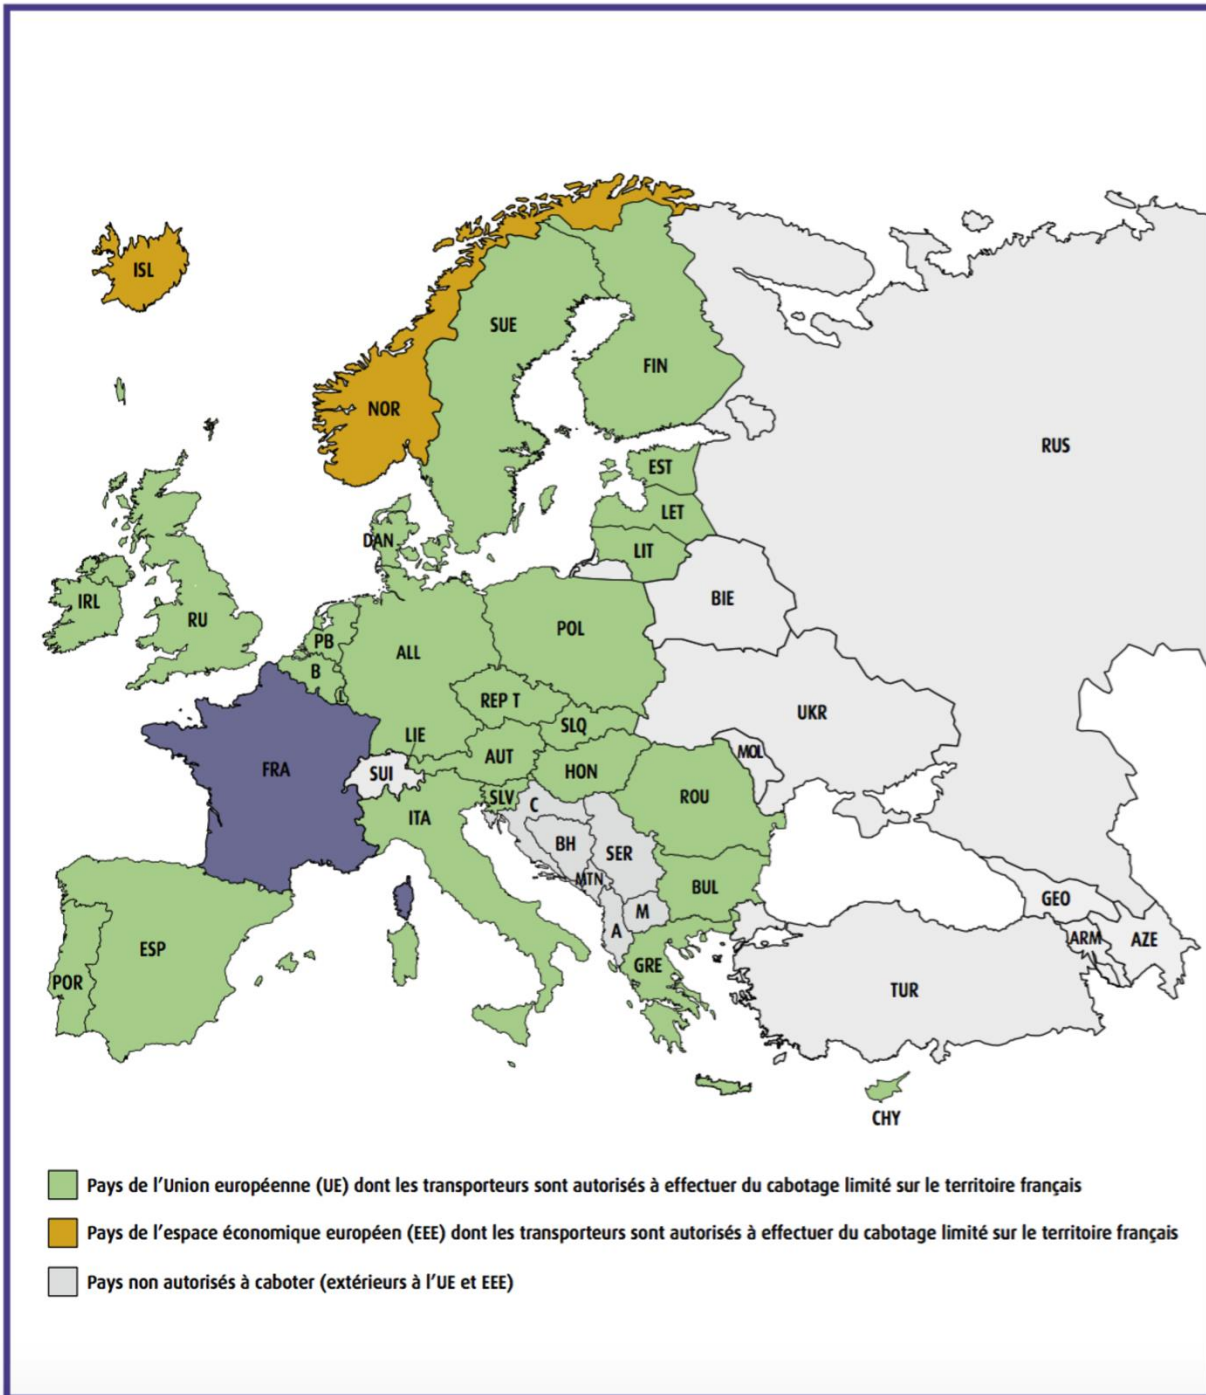 ISL
SUE
FIN
NOR
RUS
EST
LET
DAN
LIT
BIE
IRL
RU
POL
PB
ALL
B
L
REP T
UKR
SLQ
LIE
AUT
MOL
FRA
SUI
HON
SLV
ROU
C
ITA
BH
SER
MTN
BUL
GEO
M
A
ARM
AZE
ESP
GRE
POR
TUR
CHY
Pays de l'Union européenne (UE) dont les transporteurs sont autorisés à effectuer du cabotage limité sur le territoire français
Pays de l'espace économique européen (EEE) dont les transporteurs sont autorisés à effectuer du cabotage limité sur le territoire français
Pays non autorisés à caboter (extérieurs à l'UE et EEE)